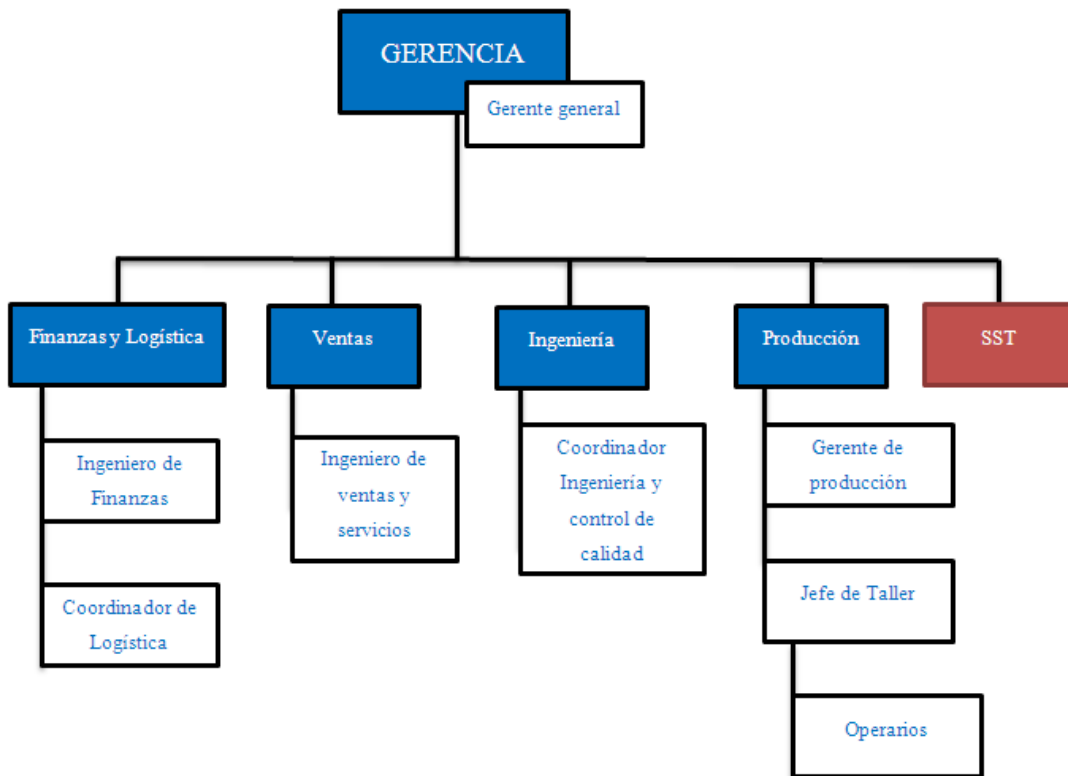 GERENCIA
Gerente general
Finanzas y Logística
Ventas
Ingeniería
Producción
SST
Ingeniero de
Finanzas
Coordinador de
Logística
Ingeniero de
ventas y
servicios
Coordinador
Ingeniería y
control de
calidad
Gerente de
producción
Jefe de Taller
Operarios